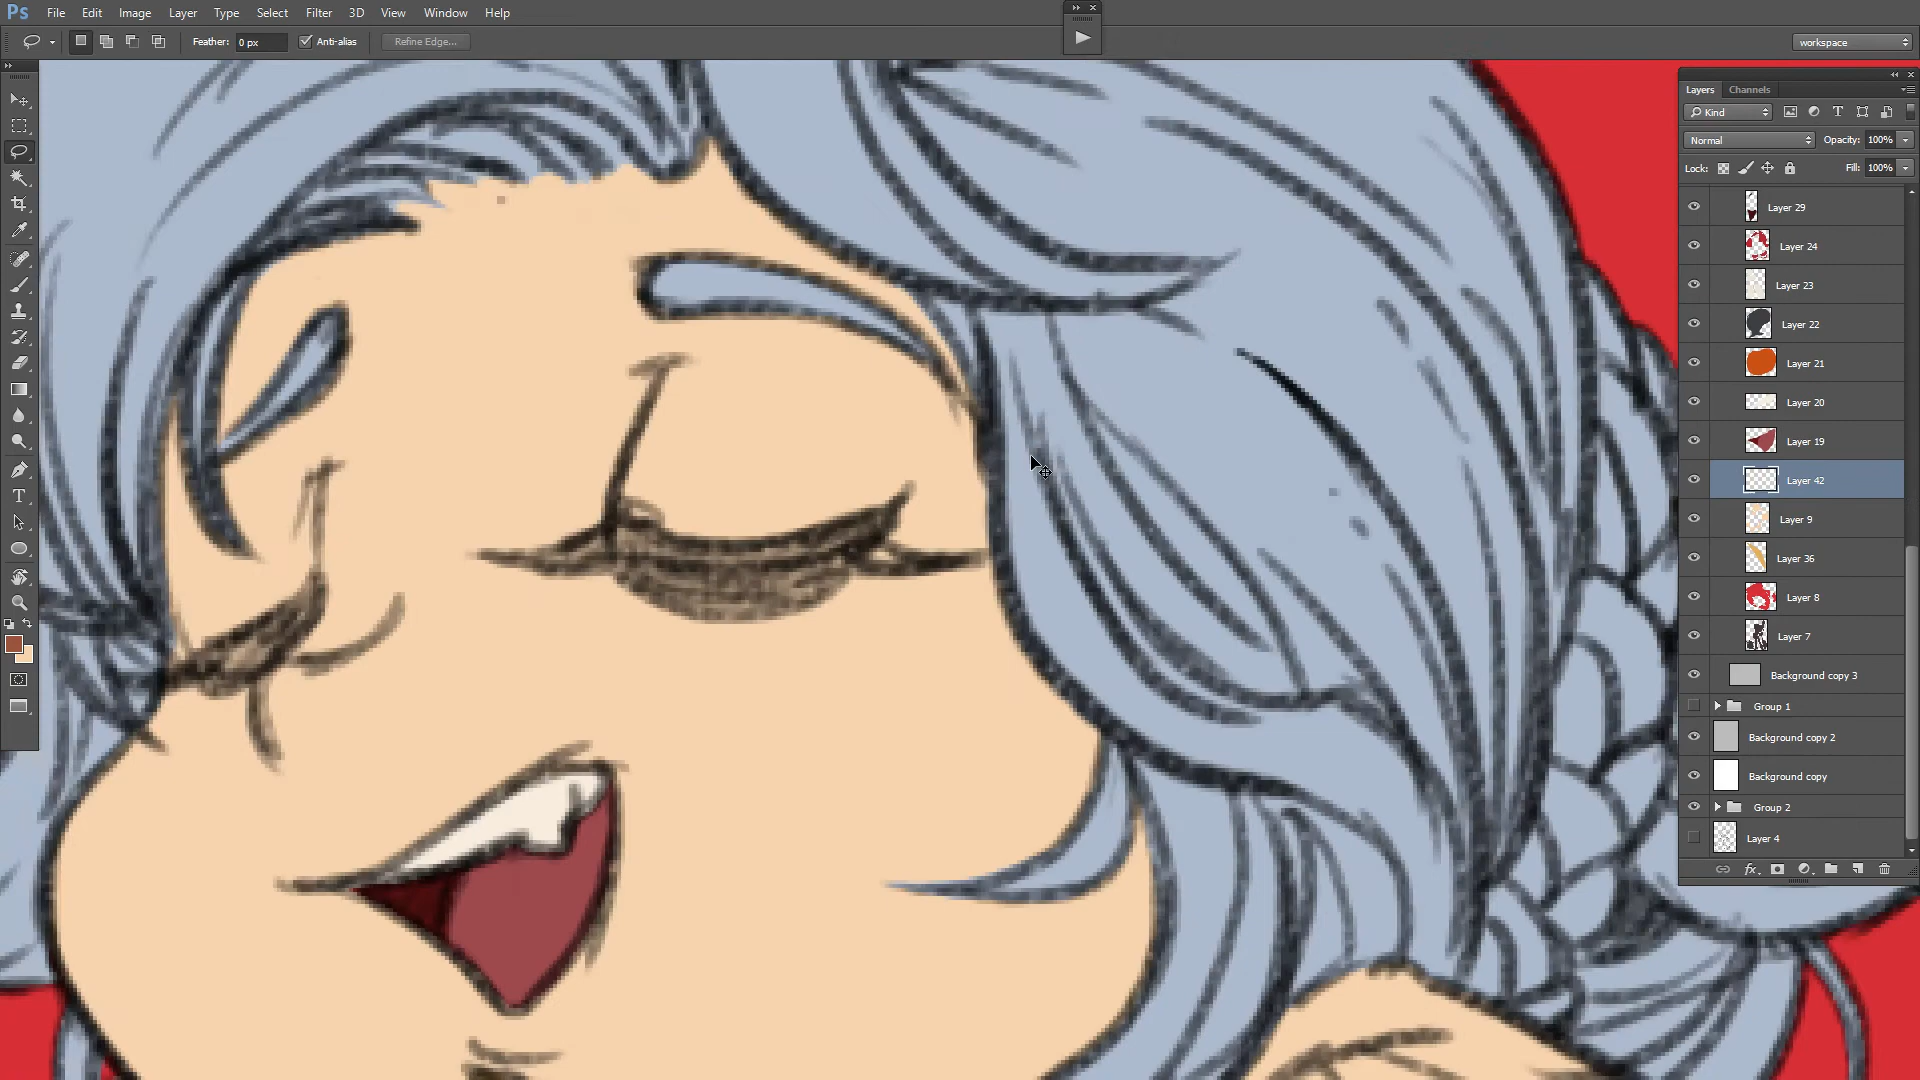 Ps File Edit Image Layer Type Select Filter 3D View Window Help
Feather: 0 px Anti-alias Refine Edge... workspace
Layers Channels
Kind
Normal Opacity: 100%
Lock: Fill: 100%
Layer 29
Layer 24
Layer 23
Layer 22
Layer 21
Layer 20
Layer 19
Layer 42
Layer 9
Layer 36
Layer 8
Layer 7
Background copy 3
Group 1
Background copy 2
Background copy
Group 2
Layer 4